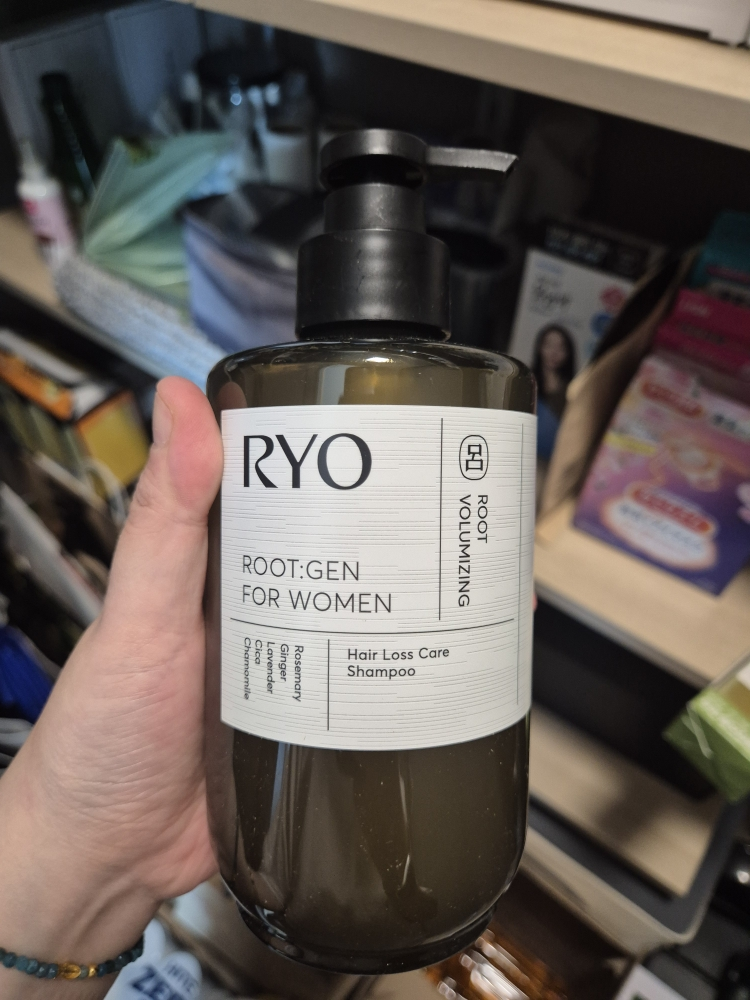 RYO
ROOT
VOLUMIZING
ROOT:GEN
FOR WOMEN
Rosemary
Ginger
Lavender
Cica
Chamomile
Hair Loss Care
Shampoo